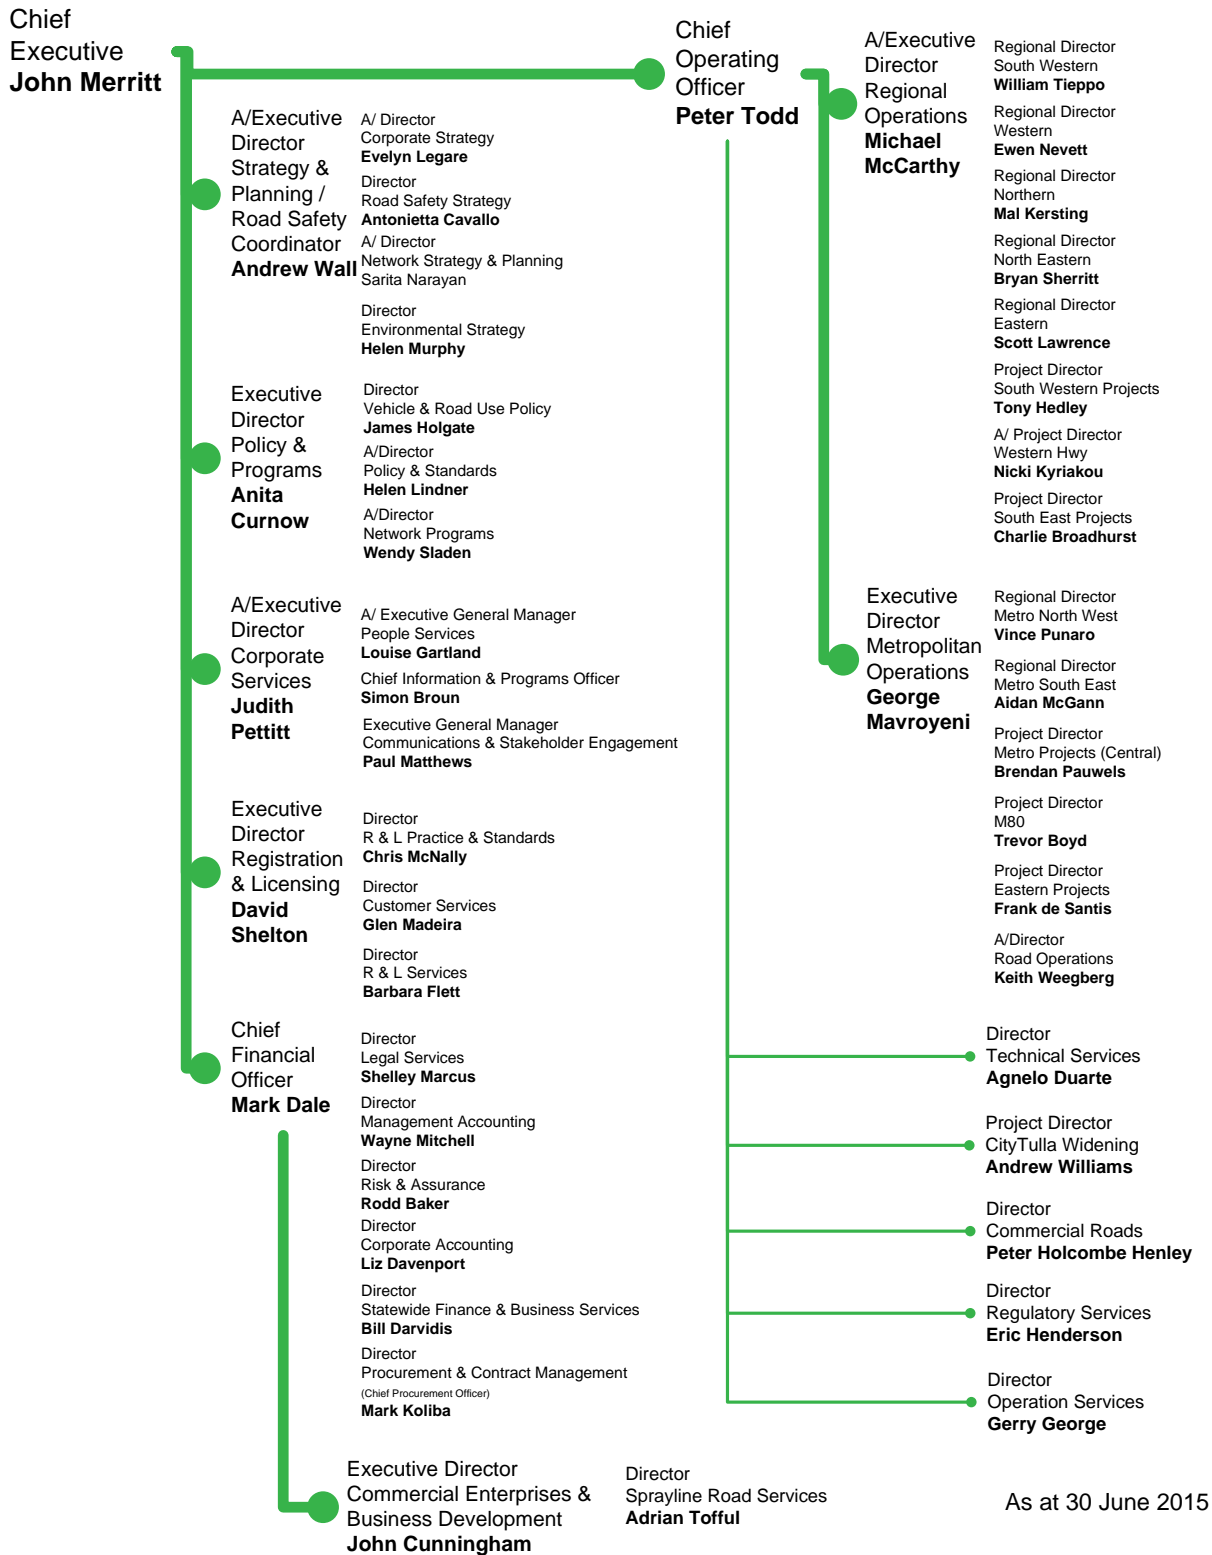 Chief
Executive
John Merritt
A/Executive
Director
Strategy &
Planning /
Road Safety
Coordinator
Andrew Wall
A/ Director
Corporate Strategy
Evelyn Legare
Director
Road Safety Strategy
Antonietta Cavallo
A/ Director
Network Strategy & Planning
Sarita Narayan
Director
Environmental Strategy
Helen Murphy
Executive
Director
Policy &
Programs
Anita
Curnow
Director
Vehicle & Road Use Policy
James Holgate
A/Director
Policy & Standards
Helen Lindner
A/Director
Network Programs
Wendy Sladen
A/Executive
Director
Corporate
Services
Judith
Pettitt
A/ Executive General Manager
People Services
Louise Gartland
Chief Information & Programs Officer
Simon Broun
Executive General Manager
Communications & Stakeholder Engagement
Paul Matthews
Executive
Director
Registration
& Licensing
David
Shelton
Director
R & L Practice & Standards
Chris McNally
Director
Customer Services
Glen Madeira
Director
R & L Services
Barbara Flett
Chief
Financial
Officer
Mark Dale
Director
Legal Services
Shelley Marcus
Director
Management Accounting
Wayne Mitchell
Director
Risk & Assurance
Rodd Baker
Director
Corporate Accounting
Liz Davenport
Director
Statewide Finance & Business Services
Bill Darvidis
Director
Procurement & Contract Management
(Chief Procurement Officer)
Mark Koliba
Executive Director
Commercial Enterprises &
Business Development
John Cunningham
Director
Sprayline Road Services
Adrian Tofful
Chief
Operating
Officer
Peter Todd
A/Executive
Director
Regional
Operations
Michael
McCarthy
Regional Director
South Western
William Tieppo
Regional Director
Western
Ewen Nevett
Regional Director
Northern
Mal Kersting
Regional Director
North Eastern
Bryan Sherritt
Regional Director
Eastern
Scott Lawrence
Project Director
South Western Projects
Tony Hedley
A/ Project Director
Western Hwy
Nicki Kyriakou
Project Director
South East Projects
Charlie Broadhurst
Executive
Director
Metropolitan
Operations
George
Mavroyeni
Regional Director
Metro North West
Vince Punaro
Regional Director
Metro South East
Aidan McGann
Project Director
Metro Projects (Central)
Brendan Pauwels
Project Director
M80
Trevor Boyd
Project Director
Eastern Projects
Frank de Santis
A/Director
Road Operations
Keith Weegberg
Director
Technical Services
Agnelo Duarte
Project Director
CityTulla Widening
Andrew Williams
Director
Commercial Roads
Peter Holcombe Henley
Director
Regulatory Services
Eric Henderson
Director
Operation Services
Gerry George
As at 30 June 2015